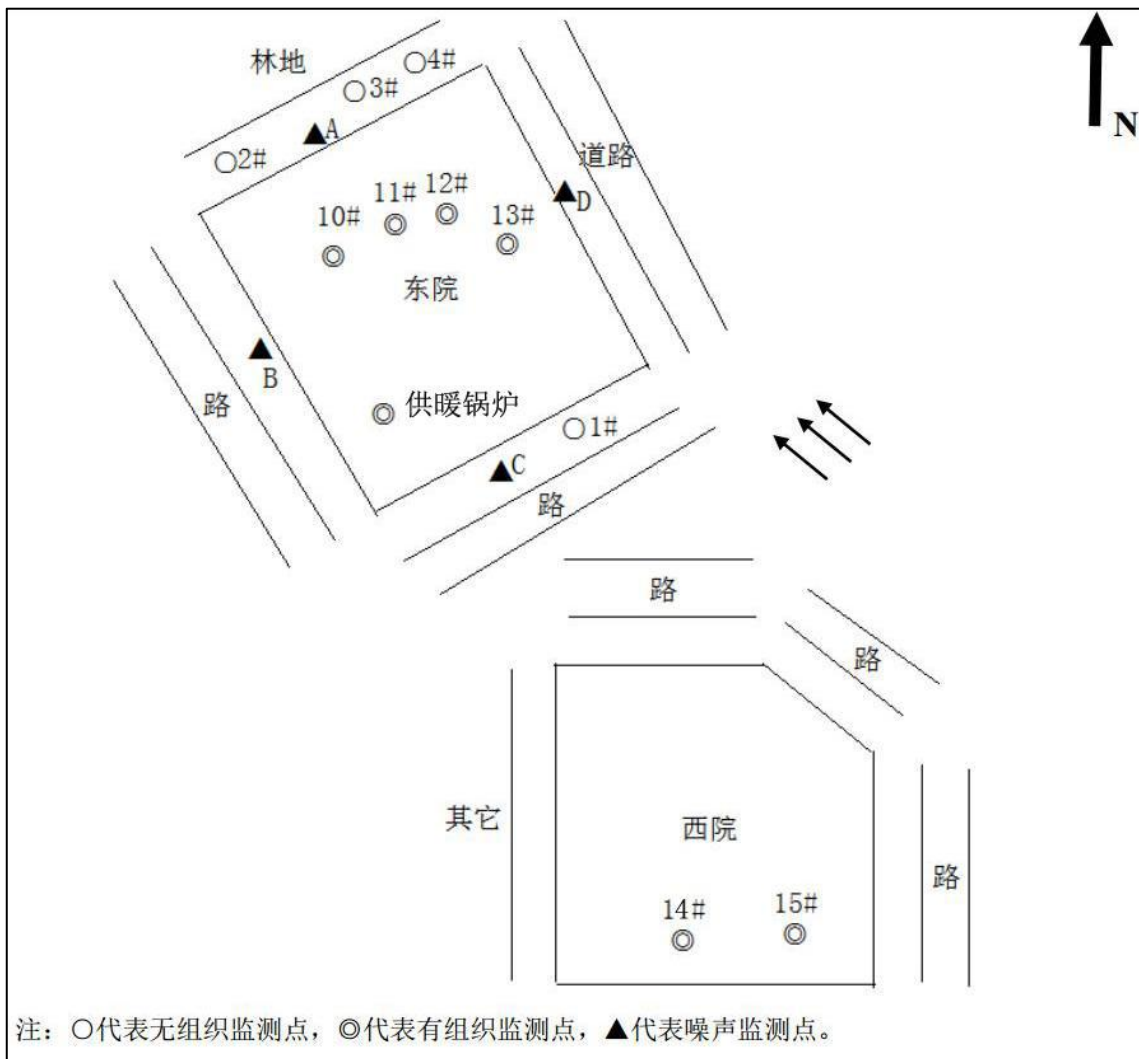 林地
○4#
○3#
▲A
○2#
N
道路
▲D
10#
11#
12#
13#
东院
▲
B
路
◎ 供暖锅炉
○1#
▲C
路
路
路
其它
西院
路
14#
15#
注：○代表无组织监测点，◎代表有组织监测点，▲代表噪声监测点。